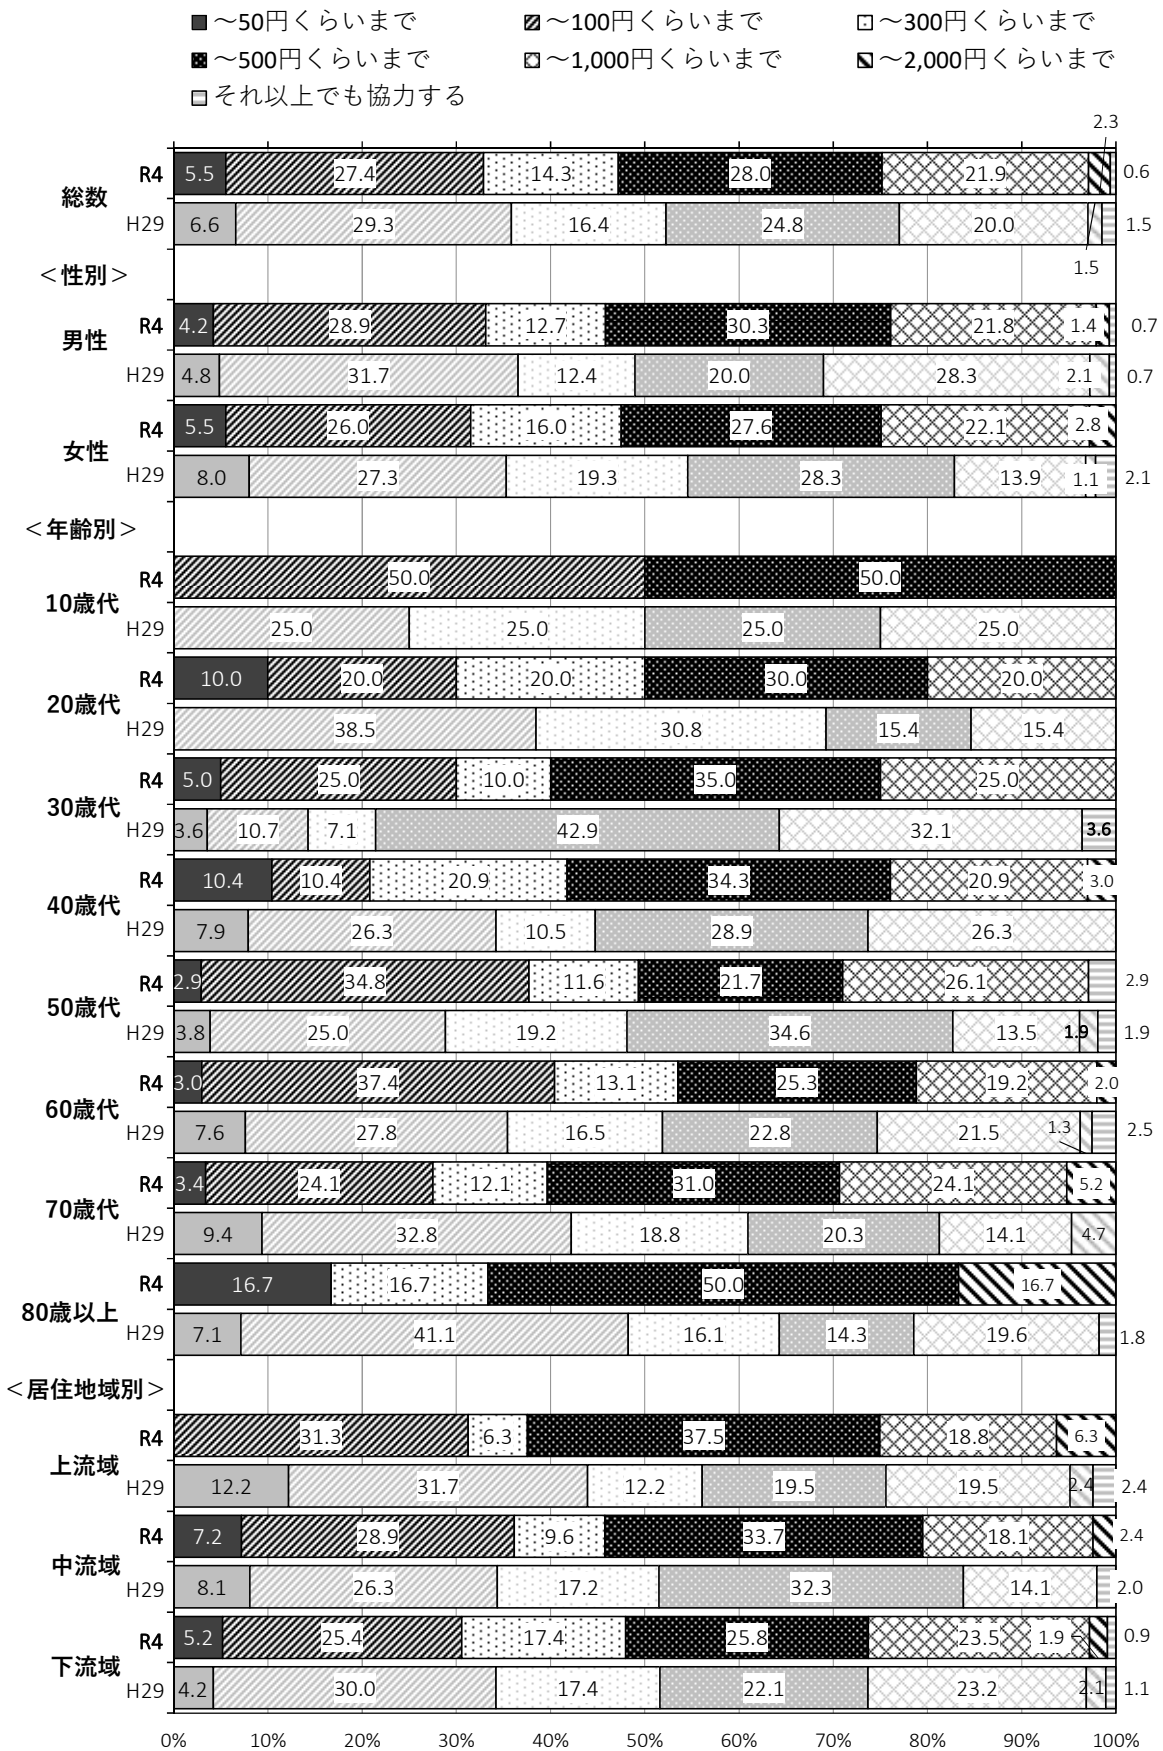 ～50円くらいまで ～100円くらいまで ～300円くらいまで
～500円くらいまで ～1,000円くらいまで ～2,000円くらいまで
それ以上でも協力する
2.3
総数
R4 5.5 27.4 14.3 28.0 21.9 0.6
H29 6.6 29.3 16.4 24.8 20.0 1.5
1.5
＜性別＞
男性
R4 4.2 28.9 12.7 30.3 21.8 1.4 0.7
H29 4.8 31.7 12.4 20.0 28.3 2.1 0.7
女性
R4 5.5 26.0 16.0 27.6 22.1 2.8
H29 8.0 27.3 19.3 28.3 13.9 1.1 2.1
＜年齢別＞
10歳代
R4 50.0 50.0
H29 25.0 25.0 25.0 25.0
20歳代
R4 10.0 20.0 20.0 30.0 20.0
H29 38.5 30.8 15.4 15.4
30歳代
R4 5.0 25.0 10.0 35.0 25.0
H29 3.6 10.7 7.1 42.9 32.1 3.6
40歳代
R4 10.4 10.4 20.9 34.3 20.9 3.0
H29 7.9 26.3 10.5 28.9 26.3
50歳代
R4 2.9 34.8 11.6 21.7 26.1 2.9
H29 3.8 25.0 19.2 34.6 13.5 1.9 1.9
60歳代
R4 3.0 37.4 13.1 25.3 19.2 2.0
H29 7.6 27.8 16.5 22.8 21.5 1.3 2.5
70歳代
R4 3.4 24.1 12.1 31.0 24.1 5.2
H29 9.4 32.8 18.8 20.3 14.1 4.7
80歳以上
R4 16.7 16.7 50.0 16.7
H29 7.1 41.1 16.1 14.3 19.6 1.8
＜居住地域別＞
上流域
R4 31.3 6.3 37.5 18.8 6.3
H29 12.2 31.7 12.2 19.5 19.5 2.4 2.4
中流域
R4 7.2 28.9 9.6 33.7 18.1 2.4
H29 8.1 26.3 17.2 32.3 14.1 2.0
下流域
R4 5.2 25.4 17.4 25.8 23.5 1.9 0.9
H29 4.2 30.0 17.4 22.1 23.2 2.1 1.1
0% 10% 20% 30% 40% 50% 60% 70% 80% 90% 100%